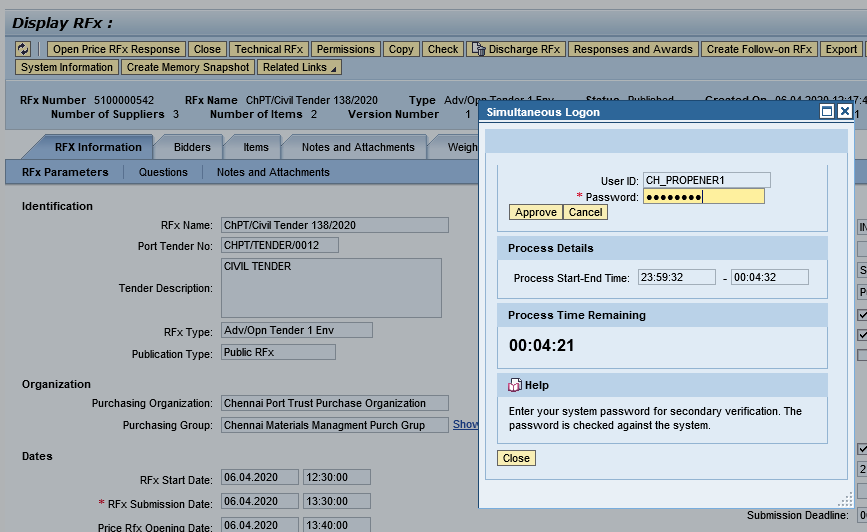 Display RFx :
Open Price RFx Response Close Technical RFx Permissions Copy Check Discharge RFx Responses and Awards Create Follow-on RFx Export
System Information Create Memory Snapshot Related Links
RFx Number 5100000542 RFx Name ChPT/Civil Tender 138/2020 Type Adv/Opn Tender 1 Env Status Published Created On 06.04.2020 12:17:4
Number of Suppliers 3 Number of Items 2 Version Number 1
RFX Information Bidders Items Notes and Attachments Weigh
RFx Parameters Questions Notes and Attachments
Identification
RFx Name: ChPT/Civil Tender 138/2020
Port Tender No: CHPT/TENDER/0012
Tender Description: CIVIL TENDER
RFx Type: Adv/Opn Tender 1 Env
Publication Type: Public RFx
Organization
Purchasing Organization: Chennai Port Trust Purchase Organization
Purchasing Group: Chennai Materials Managment Purch Grup Show
Dates
RFx Start Date: 06.04.2020 12:30:00
* RFx Submission Date: 06.04.2020 13:30:00
Price Rfx Opening Date: 06.04.2020 13:40:00
Simultaneous Logon
User ID: CH_PROPENER1
* Password: ●●●●●●●●
Approve Cancel
Process Details
Process Start-End Time: 23:59:32 - 00:04:32
Process Time Remaining
00:04:21
Help
Enter your system password for secondary verification. The
password is checked against the system.
Close
Submission Deadline: